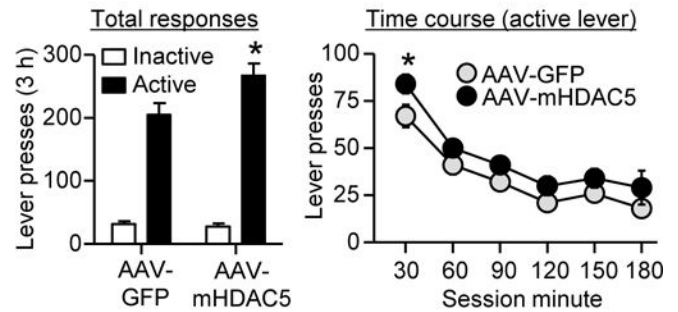 Total responses
Lever presses (3 h)
300
200
100
0
Inactive
Active
*
AAV-
GFP
AAV-
mHDAC5
Time course (active lever)
Lever presses
100
75
50
25
0
*
AAV-GFP
AAV-mHDAC5
30 60 90 120 150 180
Session minute